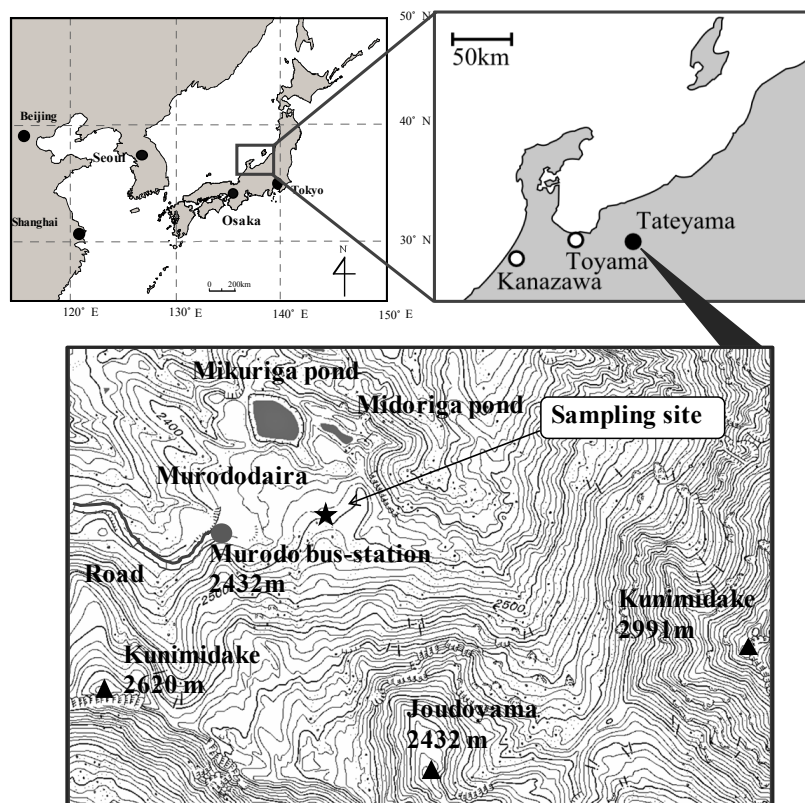 50° N
Beijing
40° N
Seoul
Tokyo
Osaka
Shanghai
30° N
N
0 200km
120° E
130° E
140° E
150° E
50km
Tateyama
Toyama
Kanazawa
Mikuriga pond
2400
Midoriga pond
Sampling site
Murododaira
Murodo bus-station
2432m
Road
2500
2500
Kunimidake
2991m
Kunimidake
2620 m
Joudoyama
2432 m